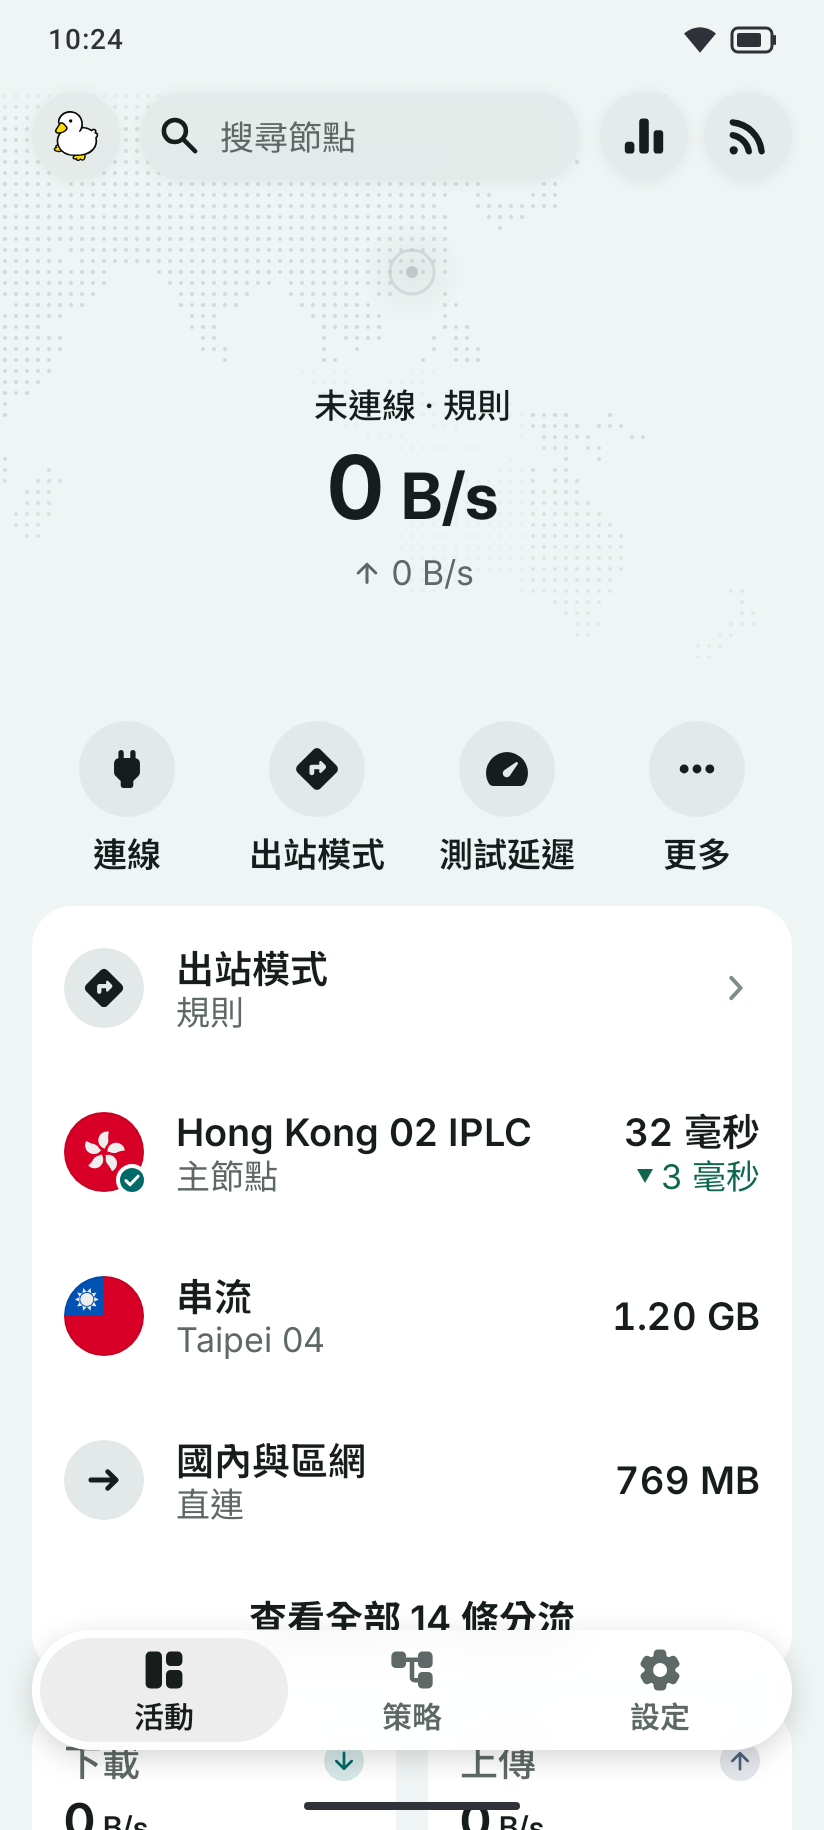 10:24
搜尋節點
未連線 · 規則
0 B/s
↑ 0 B/s
連線
出站模式
測試延遲
更多
出站模式
規則
Hong Kong 02 IPLC
32 毫秒
主節點
▼3 毫秒
串流
Taipei 04
1.20 GB
國內與區網
直連
769 MB
查看全部 14 條分流
活動
策略
設定
下載
上傳
0 B/s
0 B/s